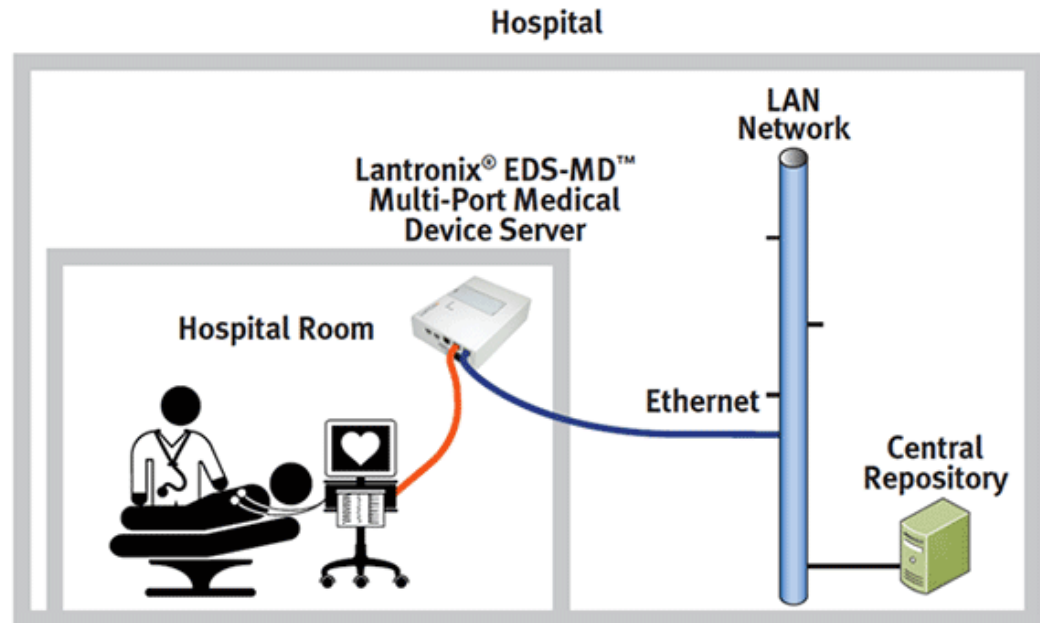 Hospital
LAN
Network
Lantronix® EDS-MD™
Multi-Port Medical
Device Server
Hospital Room
Ethernet
Central
Repository